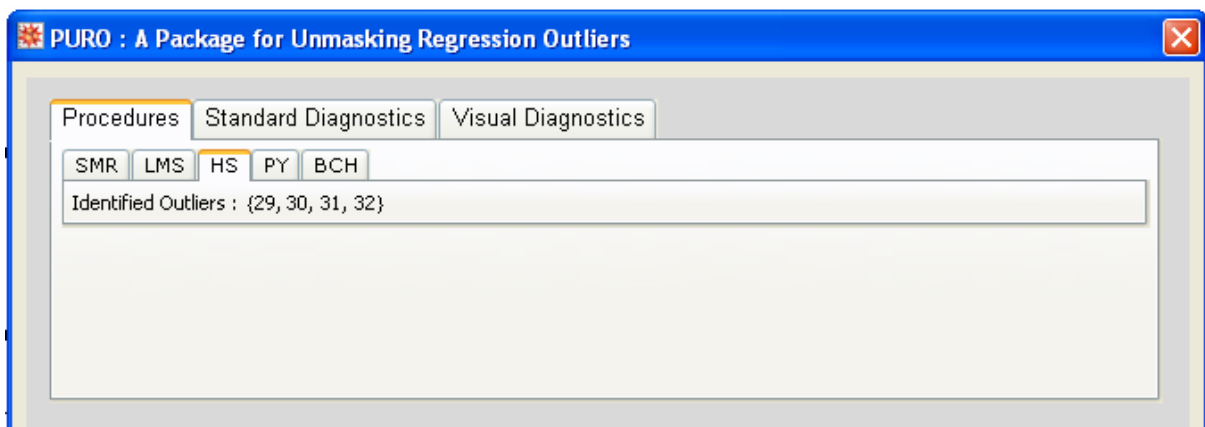 PURO : A Package for Unmasking Regression Outliers
Procedures Standard Diagnostics Visual Diagnostics
SMR LMS HS PY BCH
Identified Outliers : {29, 30, 31, 32}